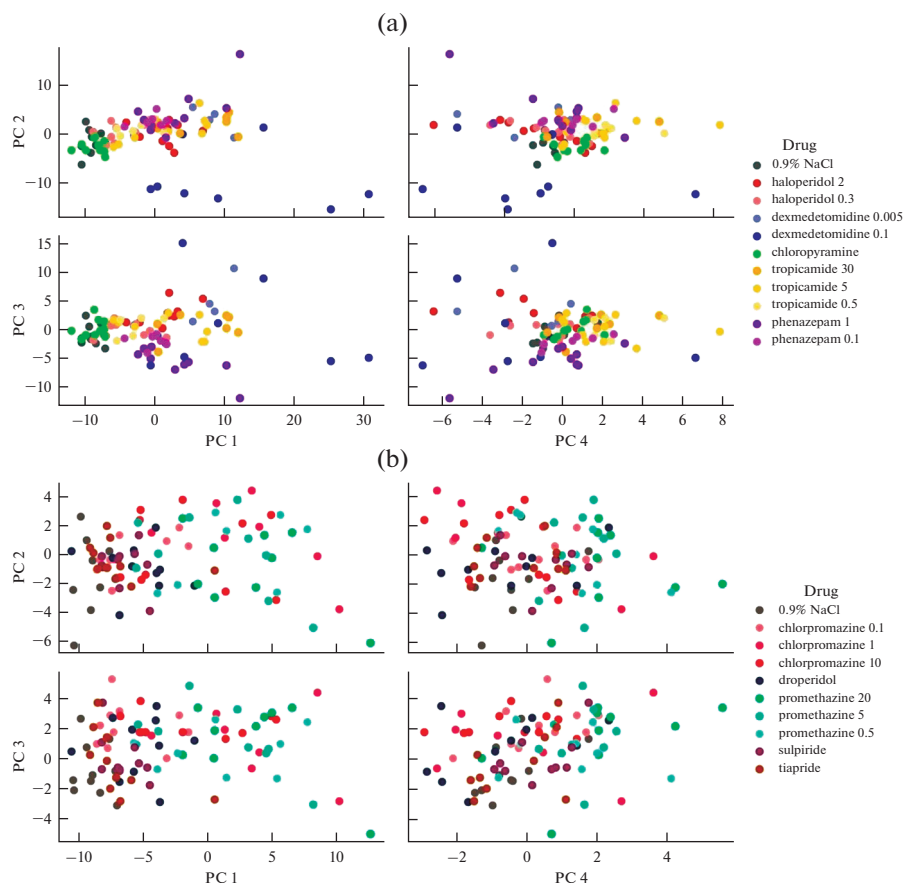 (a)
10
0
−10
PC 2
15
10
5
0
−5
−10
PC 3
−10
0
10
20
30
PC 1
−6
−4
−2
0
2
4
6
8
PC 4
Drug
0.9% NaCl
haloperidol 2
haloperidol 0.3
dexmedetomidine 0.005
dexmedetomidine 0.1
chloropyramine
tropicamide 30
tropicamide 5
tropicamide 0.5
phenazepam 1
phenazepam 0.1
(b)
4
2
0
−2
−4
−6
PC 2
4
2
0
−2
−4
PC 3
−10
−5
0
5
10
PC 1
−2
0
2
4
PC 4
Drug
0.9% NaCl
chlorpromazine 0.1
chlorpromazine 1
chlorpromazine 10
droperidol
promethazine 20
promethazine 5
promethazine 0.5
sulpiride
tiapride